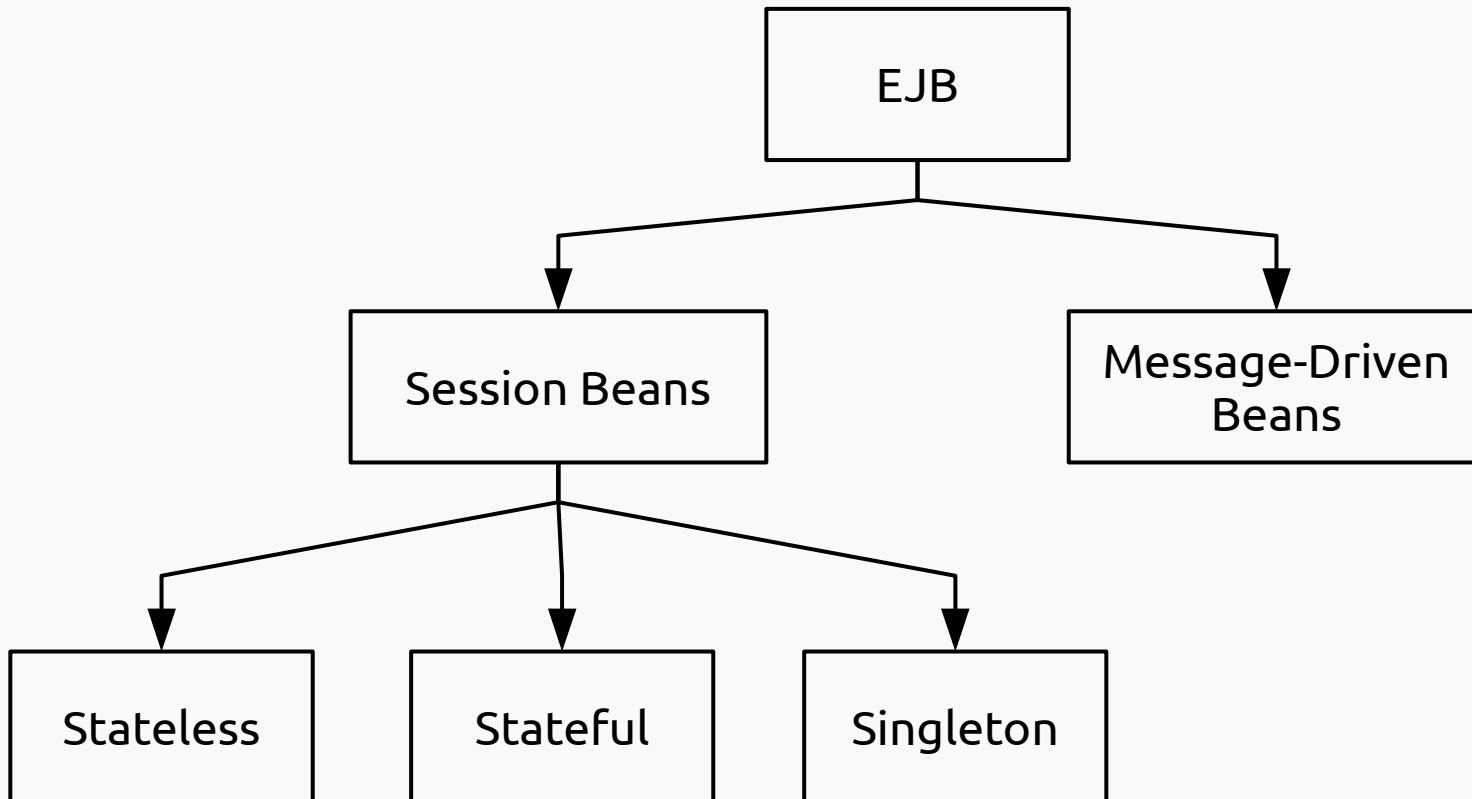 EJB
Session Beans
Message-Driven
Beans
Stateless
Stateful
Singleton